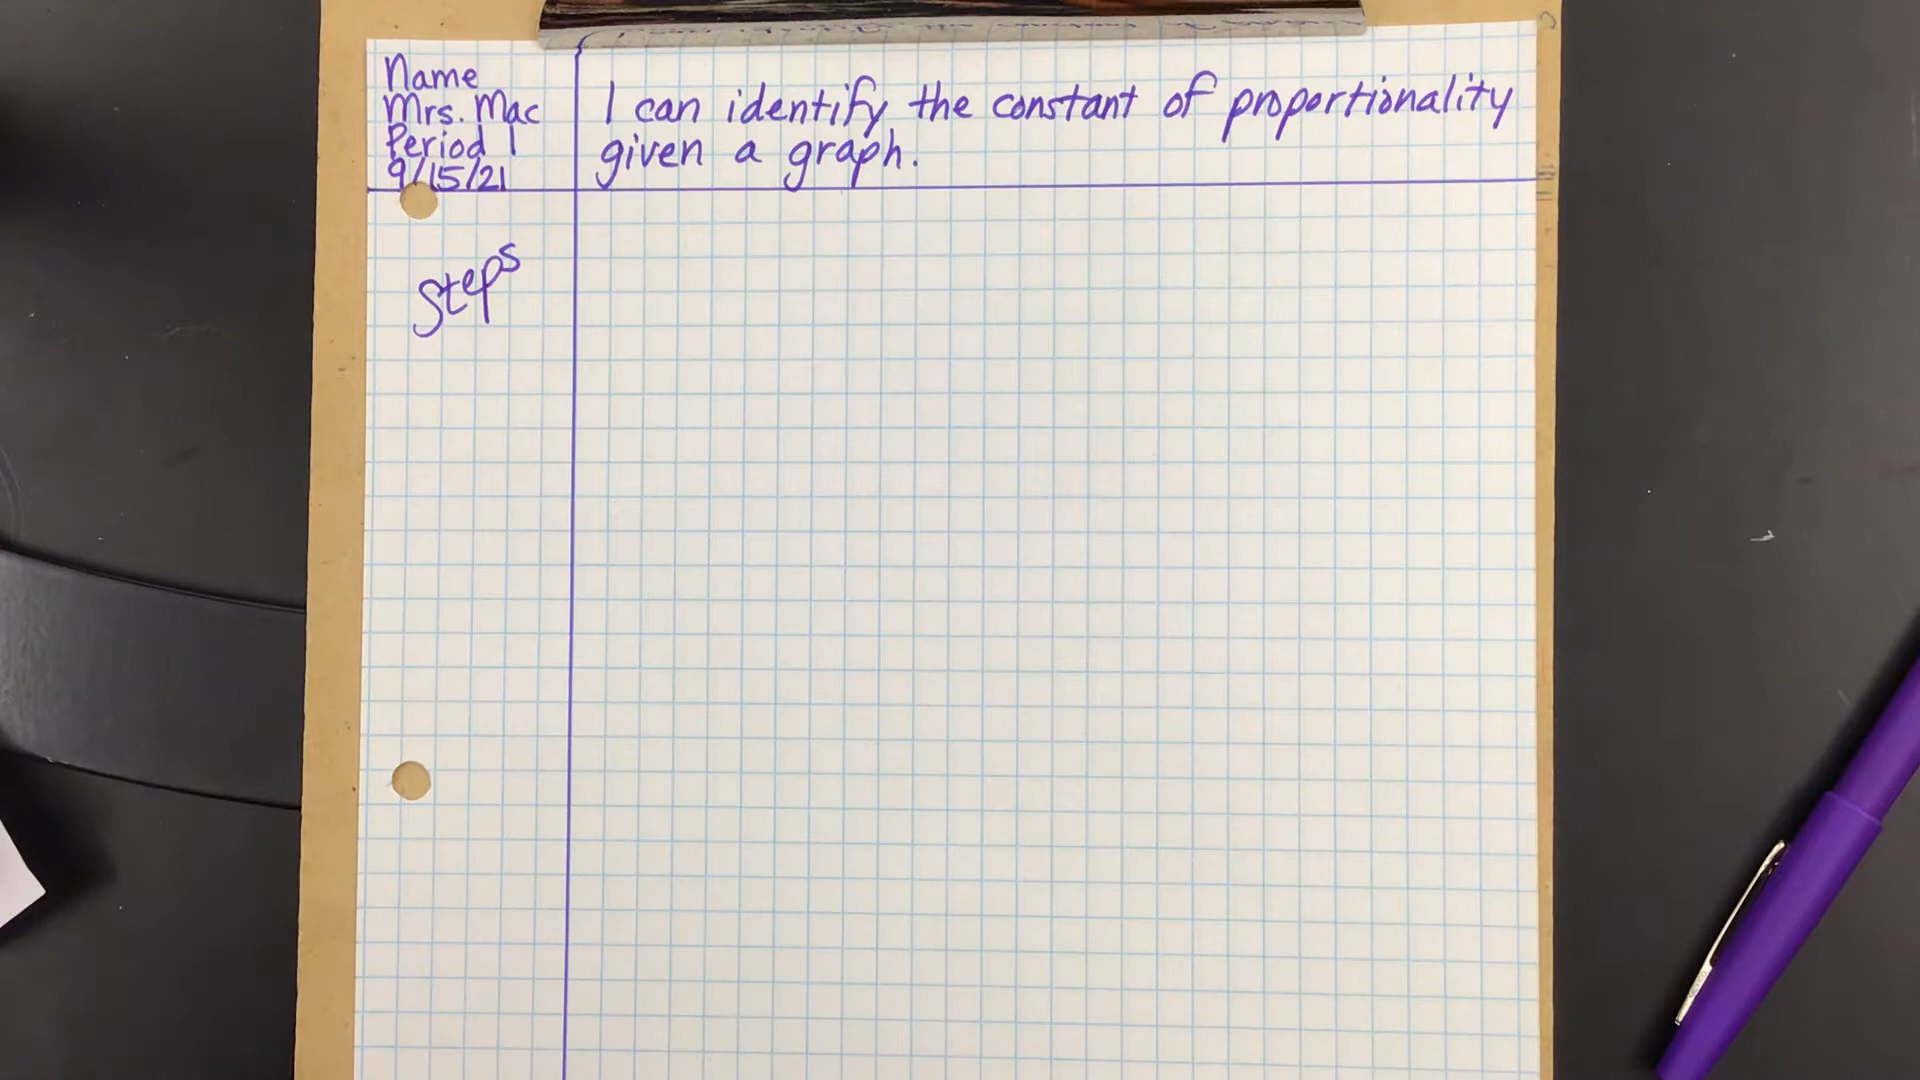 Name
Mrs. Mac
Period 1
9/15/21
I can identify the constant of proportionality
given a graph.
Steps